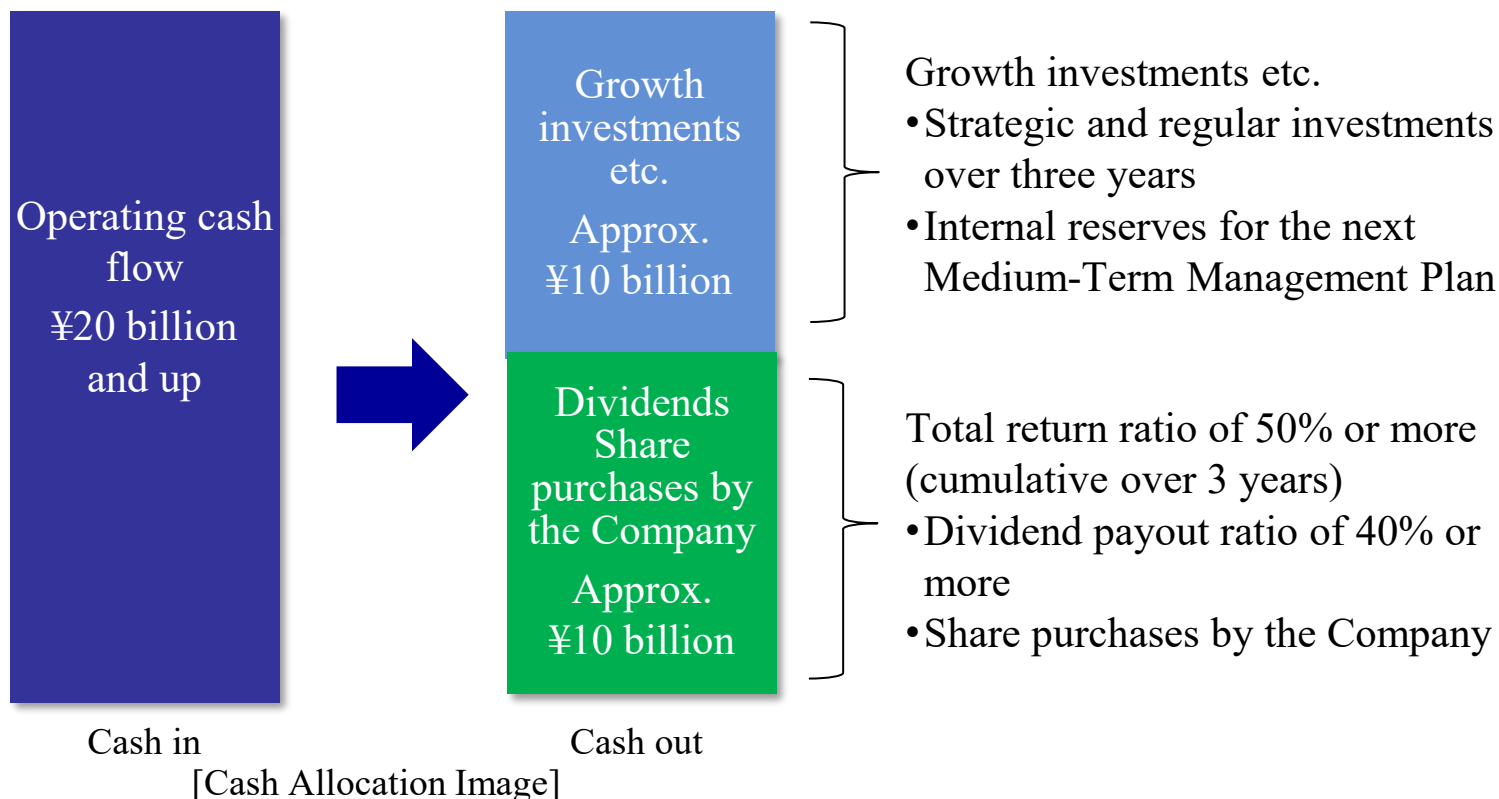 Operating cash
flow
¥20 billion
and up
Cash in
Growth
investments
etc.
Approx.
¥10 billion
Dividends
Share
purchases by
the Company
Approx.
¥10 billion
Cash out
[Cash Allocation Image]
Growth investments etc.
•Strategic and regular investments
over three years
•Internal reserves for the next
Medium-Term Management Plan
Total return ratio of 50% or more
(cumulative over 3 years)
•Dividend payout ratio of 40% or
more
•Share purchases by the Company